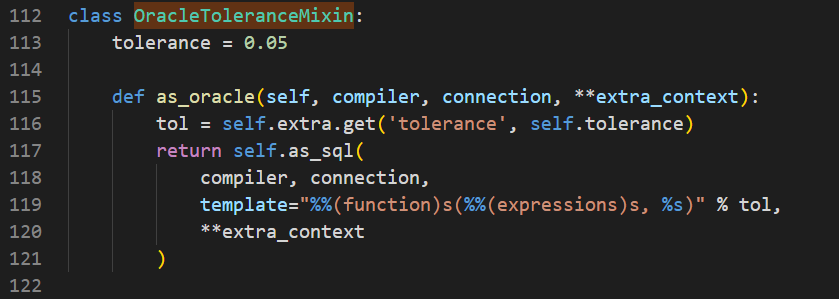 112 class OracleToleranceMixin:
113     tolerance = 0.05
114
115     def as_oracle(self, compiler, connection, **extra_context):
116         tol = self.extra.get('tolerance', self.tolerance)
117         return self.as_sql(
118             compiler, connection,
119             template="%%(function)s(%%(expressions)s, %s)" % tol,
120             **extra_context
121         )
122